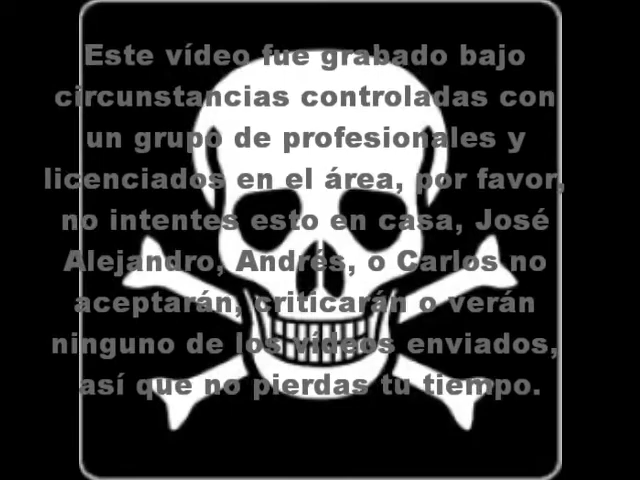 Este vídeo fue grabado bajo
circunstancias controladas con
un grupo de profesionales y
licenciados en el área, por favor,
no intentes esto en casa, José
Alejandro, Andrés, o Carlos no
aceptarán, criticarán o verán
ninguno de los vídeos enviados,
así que no pierdas tu tiempo.